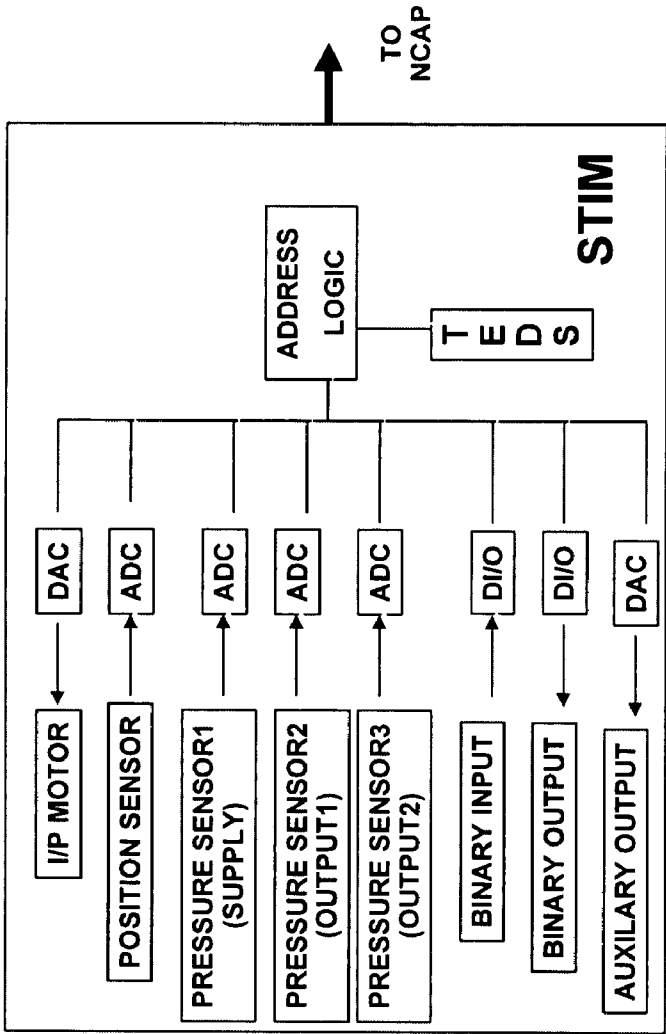 I/P MOTOR
DAC
POSITION SENSOR
ADC
PRESSURE SENSOR1
(SUPPLY)
ADC
PRESSURE SENSOR2
(OUTPUT1)
ADC
PRESSURE SENSOR3
(OUTPUT2)
ADC
BINARY INPUT
DI/O
BINARY OUTPUT
DI/O
AUXILARY OUTPUT
DAC
ADDRESS
LOGIC
T
E
D
S
STIM
TO
NCAP